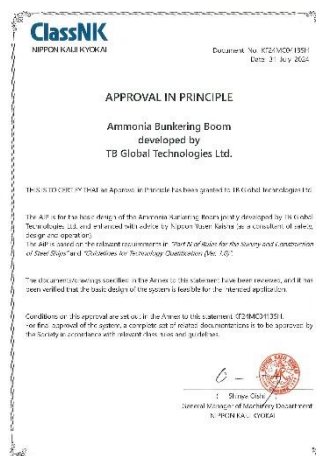 ClassNK
NIPPON KAIJI KYOKAI
Document No. KT24MC0413SH
Date: 31 July 2024
APPROVAL IN PRINCIPLE
Ammonia Bunkering Boom
developed by
TB Global Technologies Ltd.
THIS IS TO CERTIFY THAT an Approval in Principle has been granted to TB Global Technologies Ltd.
The AIP is for the basic design of the Ammonia Bunkering Boom jointly developed by TB Global
Technologies Ltd. and enhanced with advice by Nippon Yusen Kaisha (as a consultant of safety,
design and operation).
The AIP is based on the relevant requirements in "Part N of Rules for the Survey and Construction
of Steel Ships" and "Guidelines for Technology Qualification (Ver. 1.0)".
The documents/drawings specified in the Annex to this statement have been reviewed, and it has
been verified that the basic design of the system is feasible for the intended application.
Conditions on this approval are set out in the Annex to this statement KT24MC0413SH.
For final approval of the system, a complete set of related documentations is to be approved by
the Society in accordance with relevant class rules and guidelines.
Shinya Oishi
General Manager of Machinery Department
NIPPON KAIJI KYOKAI